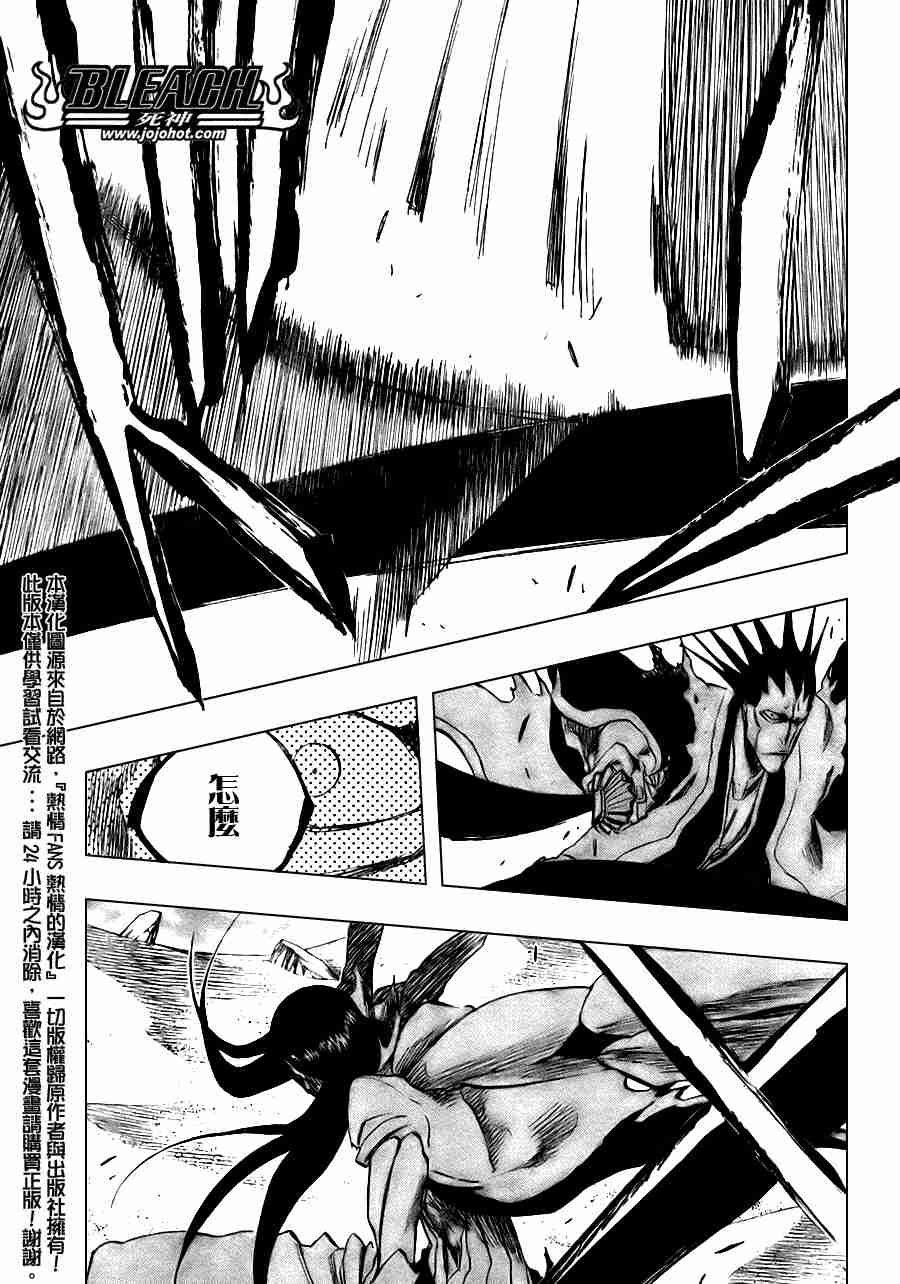 BLEACH
死神
www.jojohot.com
怎麼
本漢化圖源來自於網路，『熱情FANS熱情的漢化』一切版權歸原作者與出版社擁有！
此版本僅供學習試看交流…請24小時之內消除，喜歡這套漫畫請購買正版！謝謝。